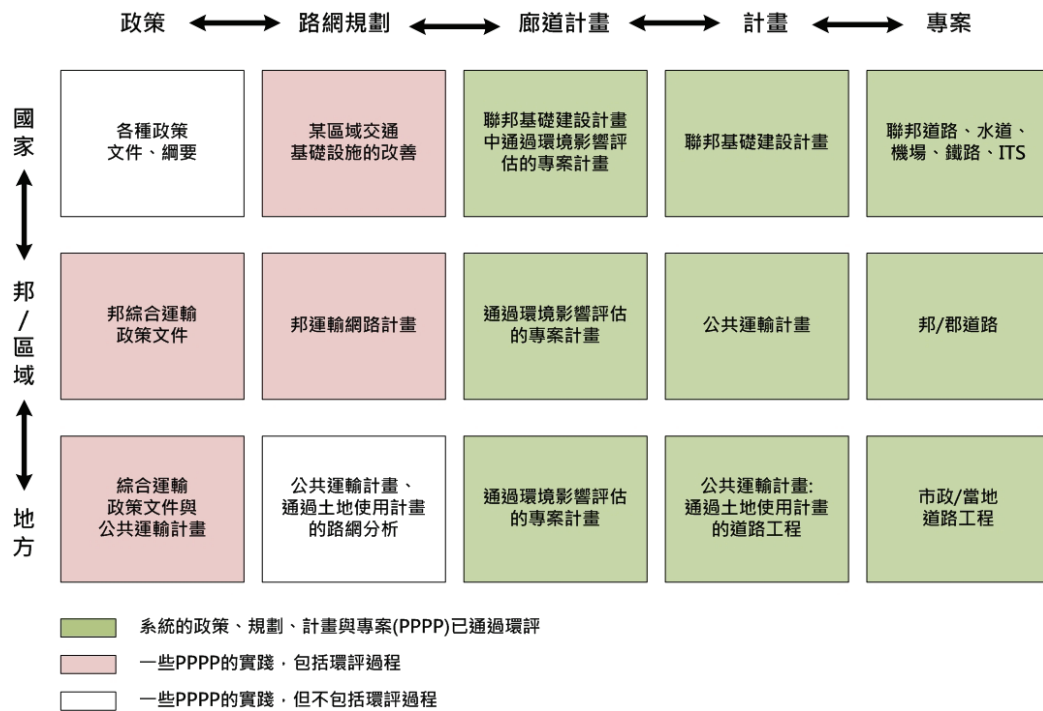 政策
路網規劃
廊道計畫
計畫
專案
國家
各種政策
文件、綱要
某區域交通
基礎設施的改善
聯邦基礎建設計畫
中通過環境影響評
估的專案計畫
聯邦基礎建設計畫
聯邦道路、水道、
機場、鐵路、ITS
邦/區域
邦綜合運輸
政策文件
邦運輸網路計畫
通過環境影響評估
的專案計畫
公共運輸計畫
邦/郡道路
地方
綜合運輸
政策文件與
公共運輸計畫
公共運輸計畫、
通過土地使用計畫
的路網分析
通過環境影響評估
的專案計畫
公共運輸計畫:
通過土地使用計畫
的道路工程
市政/當地
道路工程
系統的政策、規劃、計畫與專案(PPPP)已通過環評
一些PPPP的實踐，包括環評過程
一些PPPP的實踐，但不包括環評過程